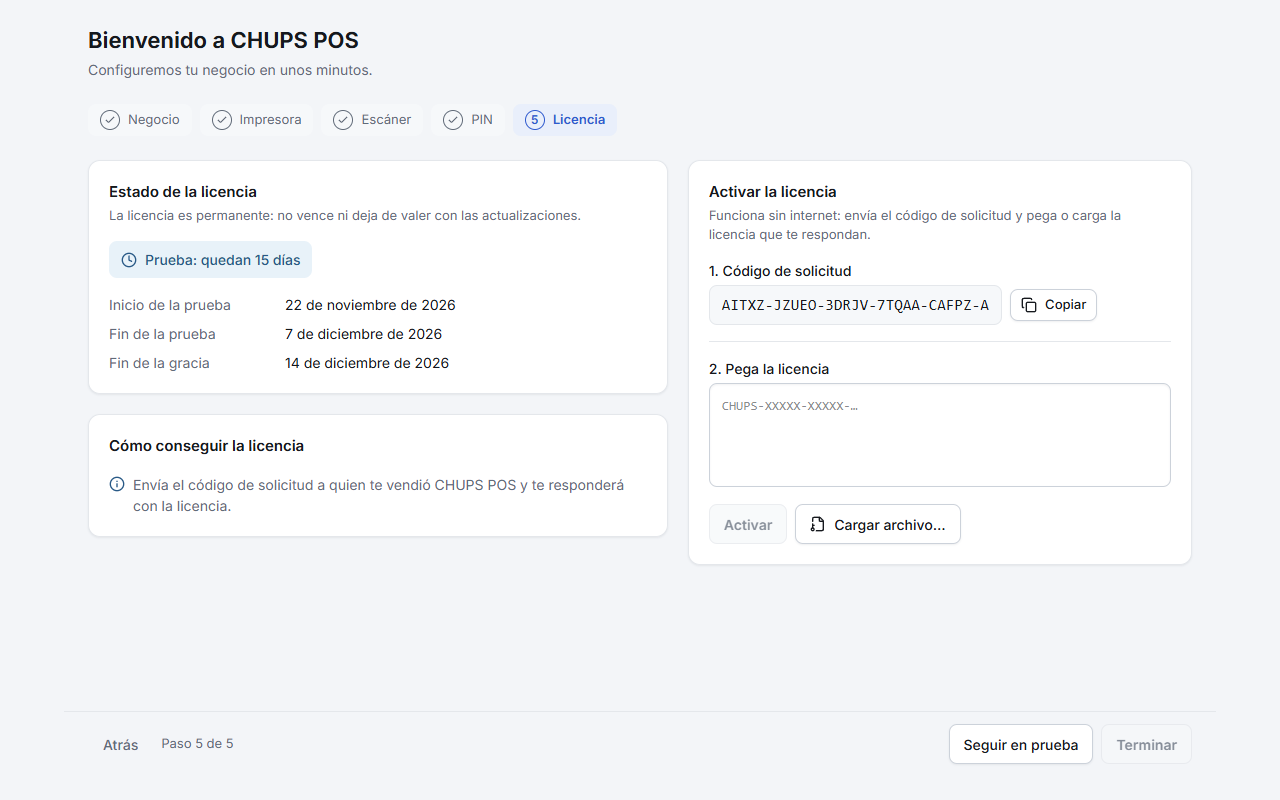 Bienvenido a CHUPS POS
Configuremos tu negocio en unos minutos.
Negocio
Impresora
Escáner
PIN
5 Licencia
Estado de la licencia
La licencia es permanente: no vence ni deja de valer con las actualizaciones.
Prueba: quedan 15 días
Inicio de la prueba 22 de noviembre de 2026
Fin de la prueba 7 de diciembre de 2026
Fin de la gracia 14 de diciembre de 2026
Cómo conseguir la licencia
Envía el código de solicitud a quien te vendió CHUPS POS y te responderá
con la licencia.
Activar la licencia
Funciona sin internet: envía el código de solicitud y pega o carga la
licencia que te respondan.
1. Código de solicitud
AITXZ-JZUEO-3DRJV-7TQAA-CAFPZ-A
Copiar
2. Pega la licencia
CHUPS-XXXXX-XXXXX-…
Activar
Cargar archivo…
Atrás
Paso 5 de 5
Seguir en prueba
Terminar